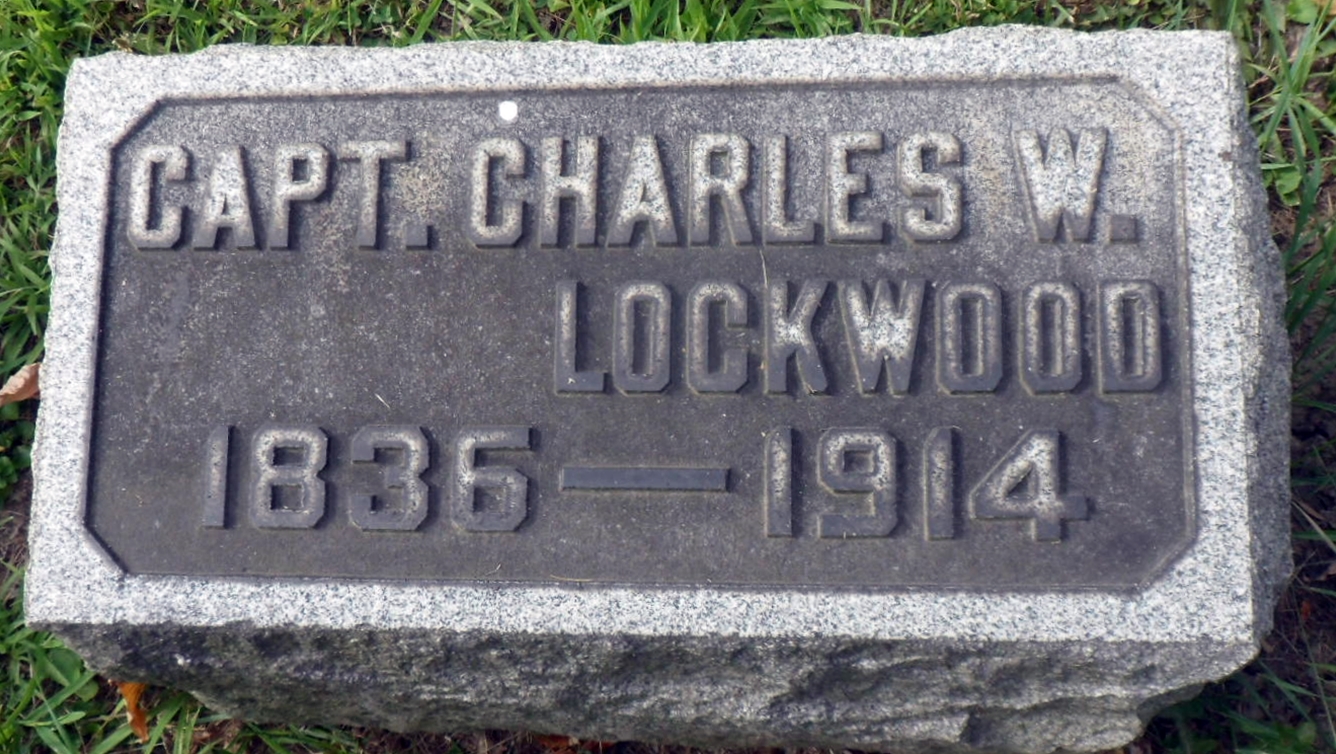 CAPT. CHARLES W.
LOCKWOOD
1836 — 1914